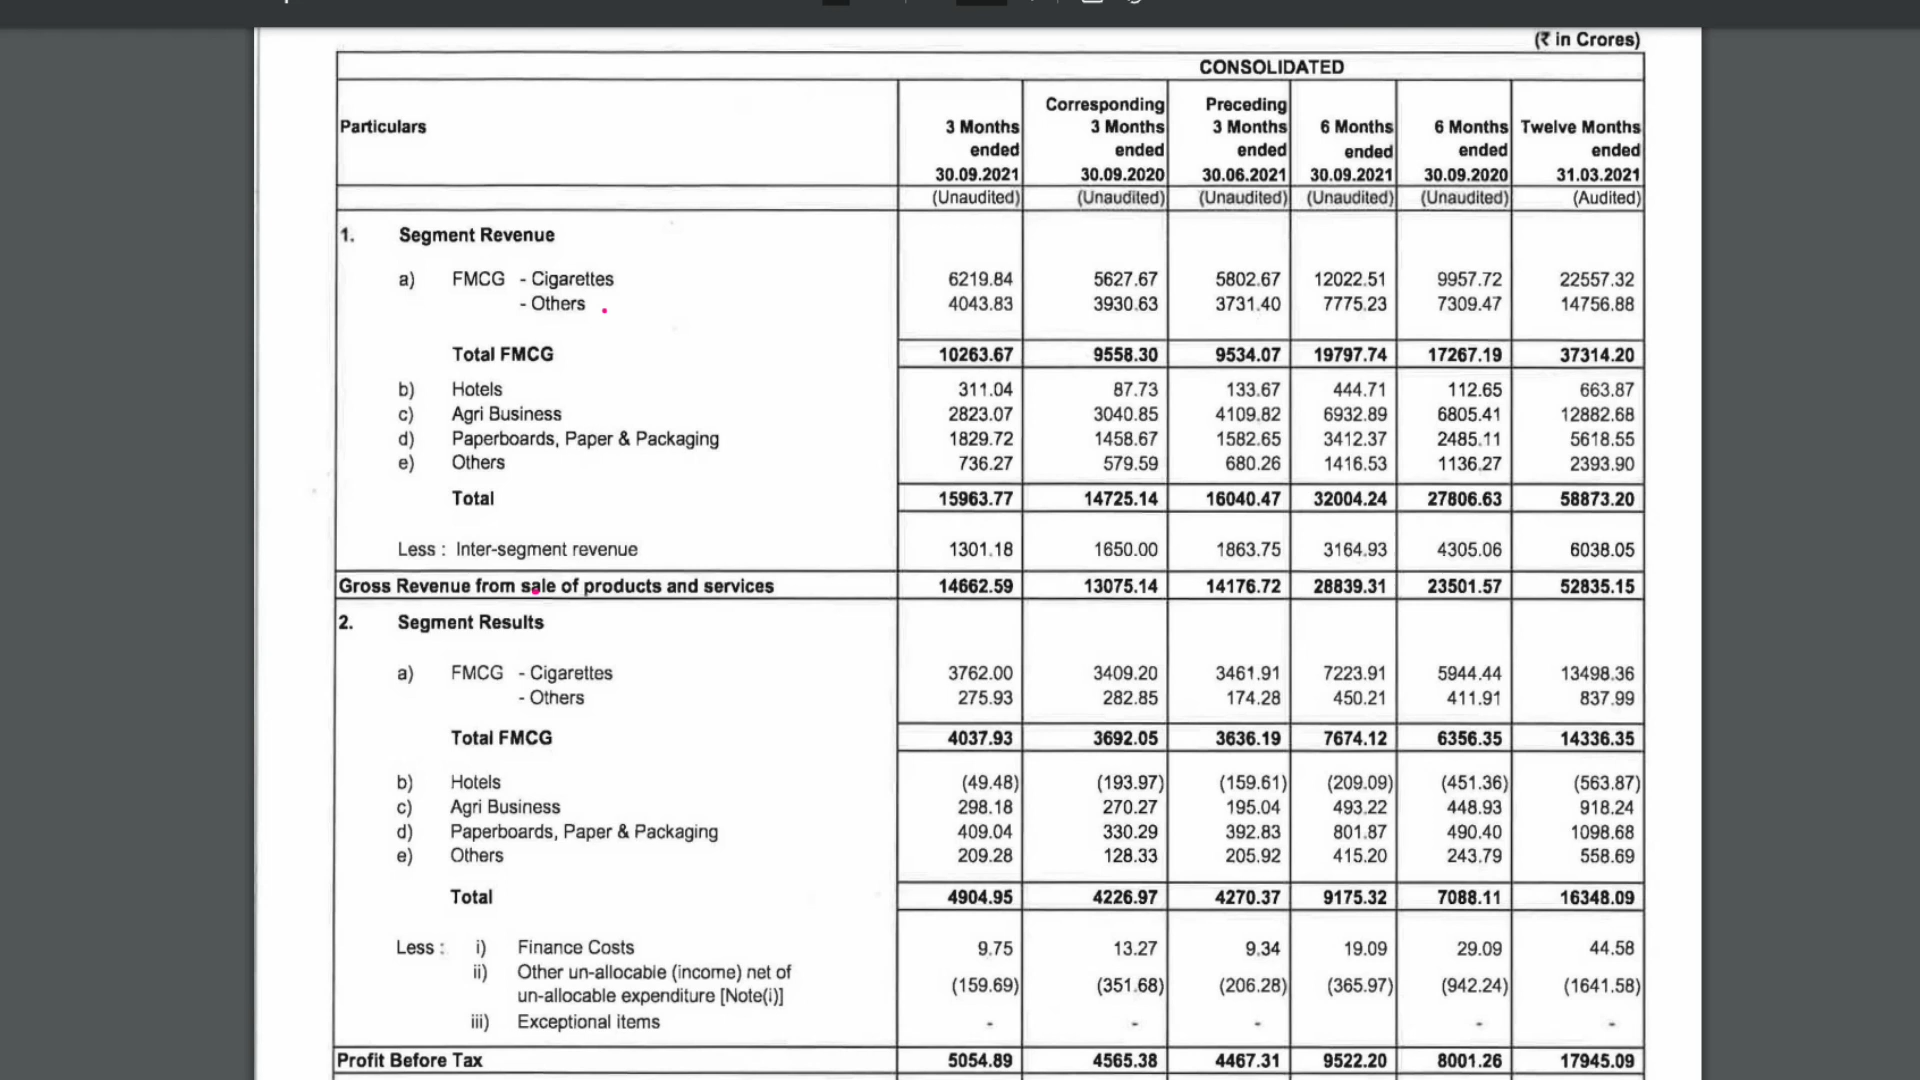 (₹ in Crores)
CONSOLIDATED
Particulars
3 Months ended 30.09.2021
Corresponding 3 Months ended 30.09.2020
Preceding 3 Months ended 30.06.2021
6 Months ended 30.09.2021
6 Months ended 30.09.2020
Twelve Months ended 31.03.2021
(Unaudited) (Unaudited) (Unaudited) (Unaudited) (Unaudited) (Audited)
1. Segment Revenue
a) FMCG - Cigarettes 6219.84 5627.67 5802.67 12022.51 9957.72 22557.32
- Others 4043.83 3930.63 3731.40 7775.23 7309.47 14756.88
Total FMCG 10263.67 9558.30 9534.07 19797.74 17267.19 37314.20
b) Hotels 311.04 87.73 133.67 444.71 112.65 663.87
c) Agri Business 2823.07 3040.85 4109.82 6932.89 6805.41 12882.68
d) Paperboards, Paper & Packaging 1829.72 1458.67 1582.65 3412.37 2485.11 5618.55
e) Others 736.27 579.59 680.26 1416.53 1136.27 2393.90
Total 15963.77 14725.14 16040.47 32004.24 27806.63 58873.20
Less : Inter-segment revenue 1301.18 1650.00 1863.75 3164.93 4305.06 6038.05
Gross Revenue from sale of products and services 14662.59 13075.14 14176.72 28839.31 23501.57 52835.15
2. Segment Results
a) FMCG - Cigarettes 3762.00 3409.20 3461.91 7223.91 5944.44 13498.36
- Others 275.93 282.85 174.28 450.21 411.91 837.99
Total FMCG 4037.93 3692.05 3636.19 7674.12 6356.35 14336.35
b) Hotels (49.48) (193.97) (159.61) (209.09) (451.36) (563.87)
c) Agri Business 298.18 270.27 195.04 493.22 448.93 918.24
d) Paperboards, Paper & Packaging 409.04 330.29 392.83 801.87 490.40 1098.68
e) Others 209.28 128.33 205.92 415.20 243.79 558.69
Total 4904.95 4226.97 4270.37 9175.32 7088.11 16348.09
Less : i) Finance Costs 9.75 13.27 9.34 19.09 29.09 44.58
ii) Other un-allocable (income) net of
un-allocable expenditure [Note(i)] (159.69) (351.68) (206.28) (365.97) (942.24) (1641.58)
iii) Exceptional items - - - - -
Profit Before Tax 5054.89 4565.38 4467.31 9522.20 8001.26 17945.09